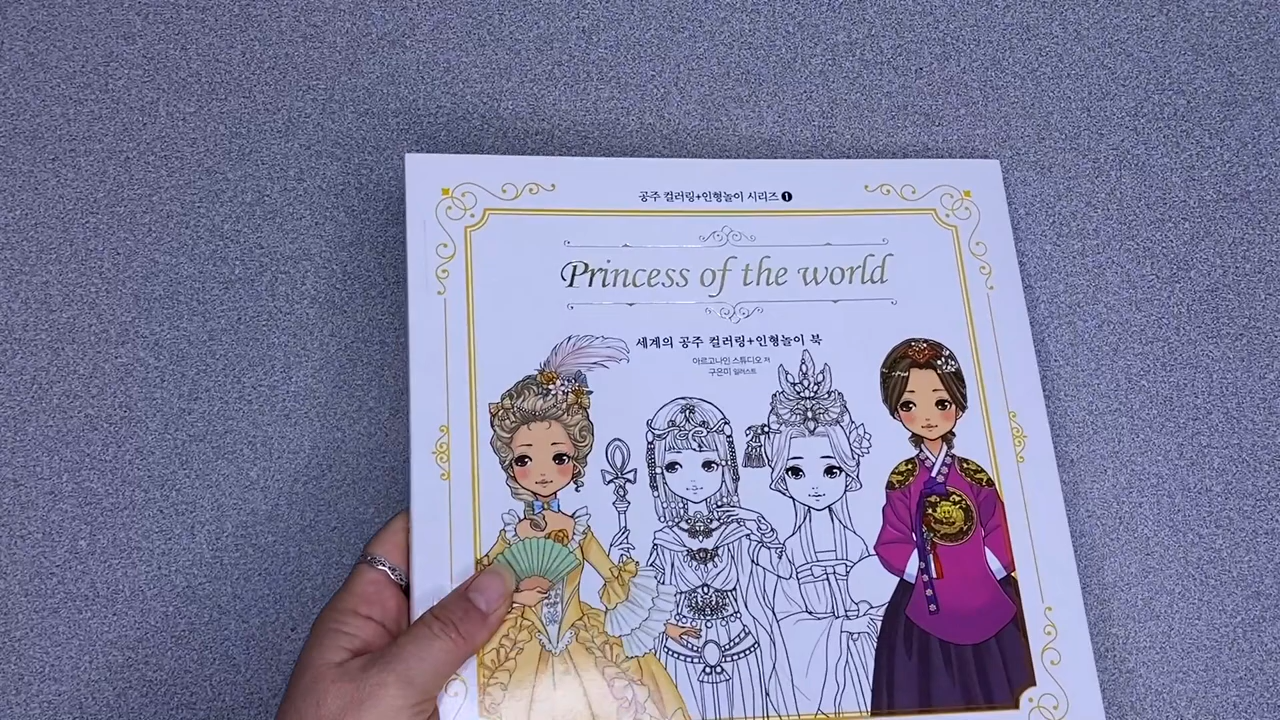 공주 컬러링+인형놀이 시리즈 ❶
Princess of the world
세계의 공주 컬러링+인형놀이 북
아르고나인 스튜디오 저
구은미 일러스트